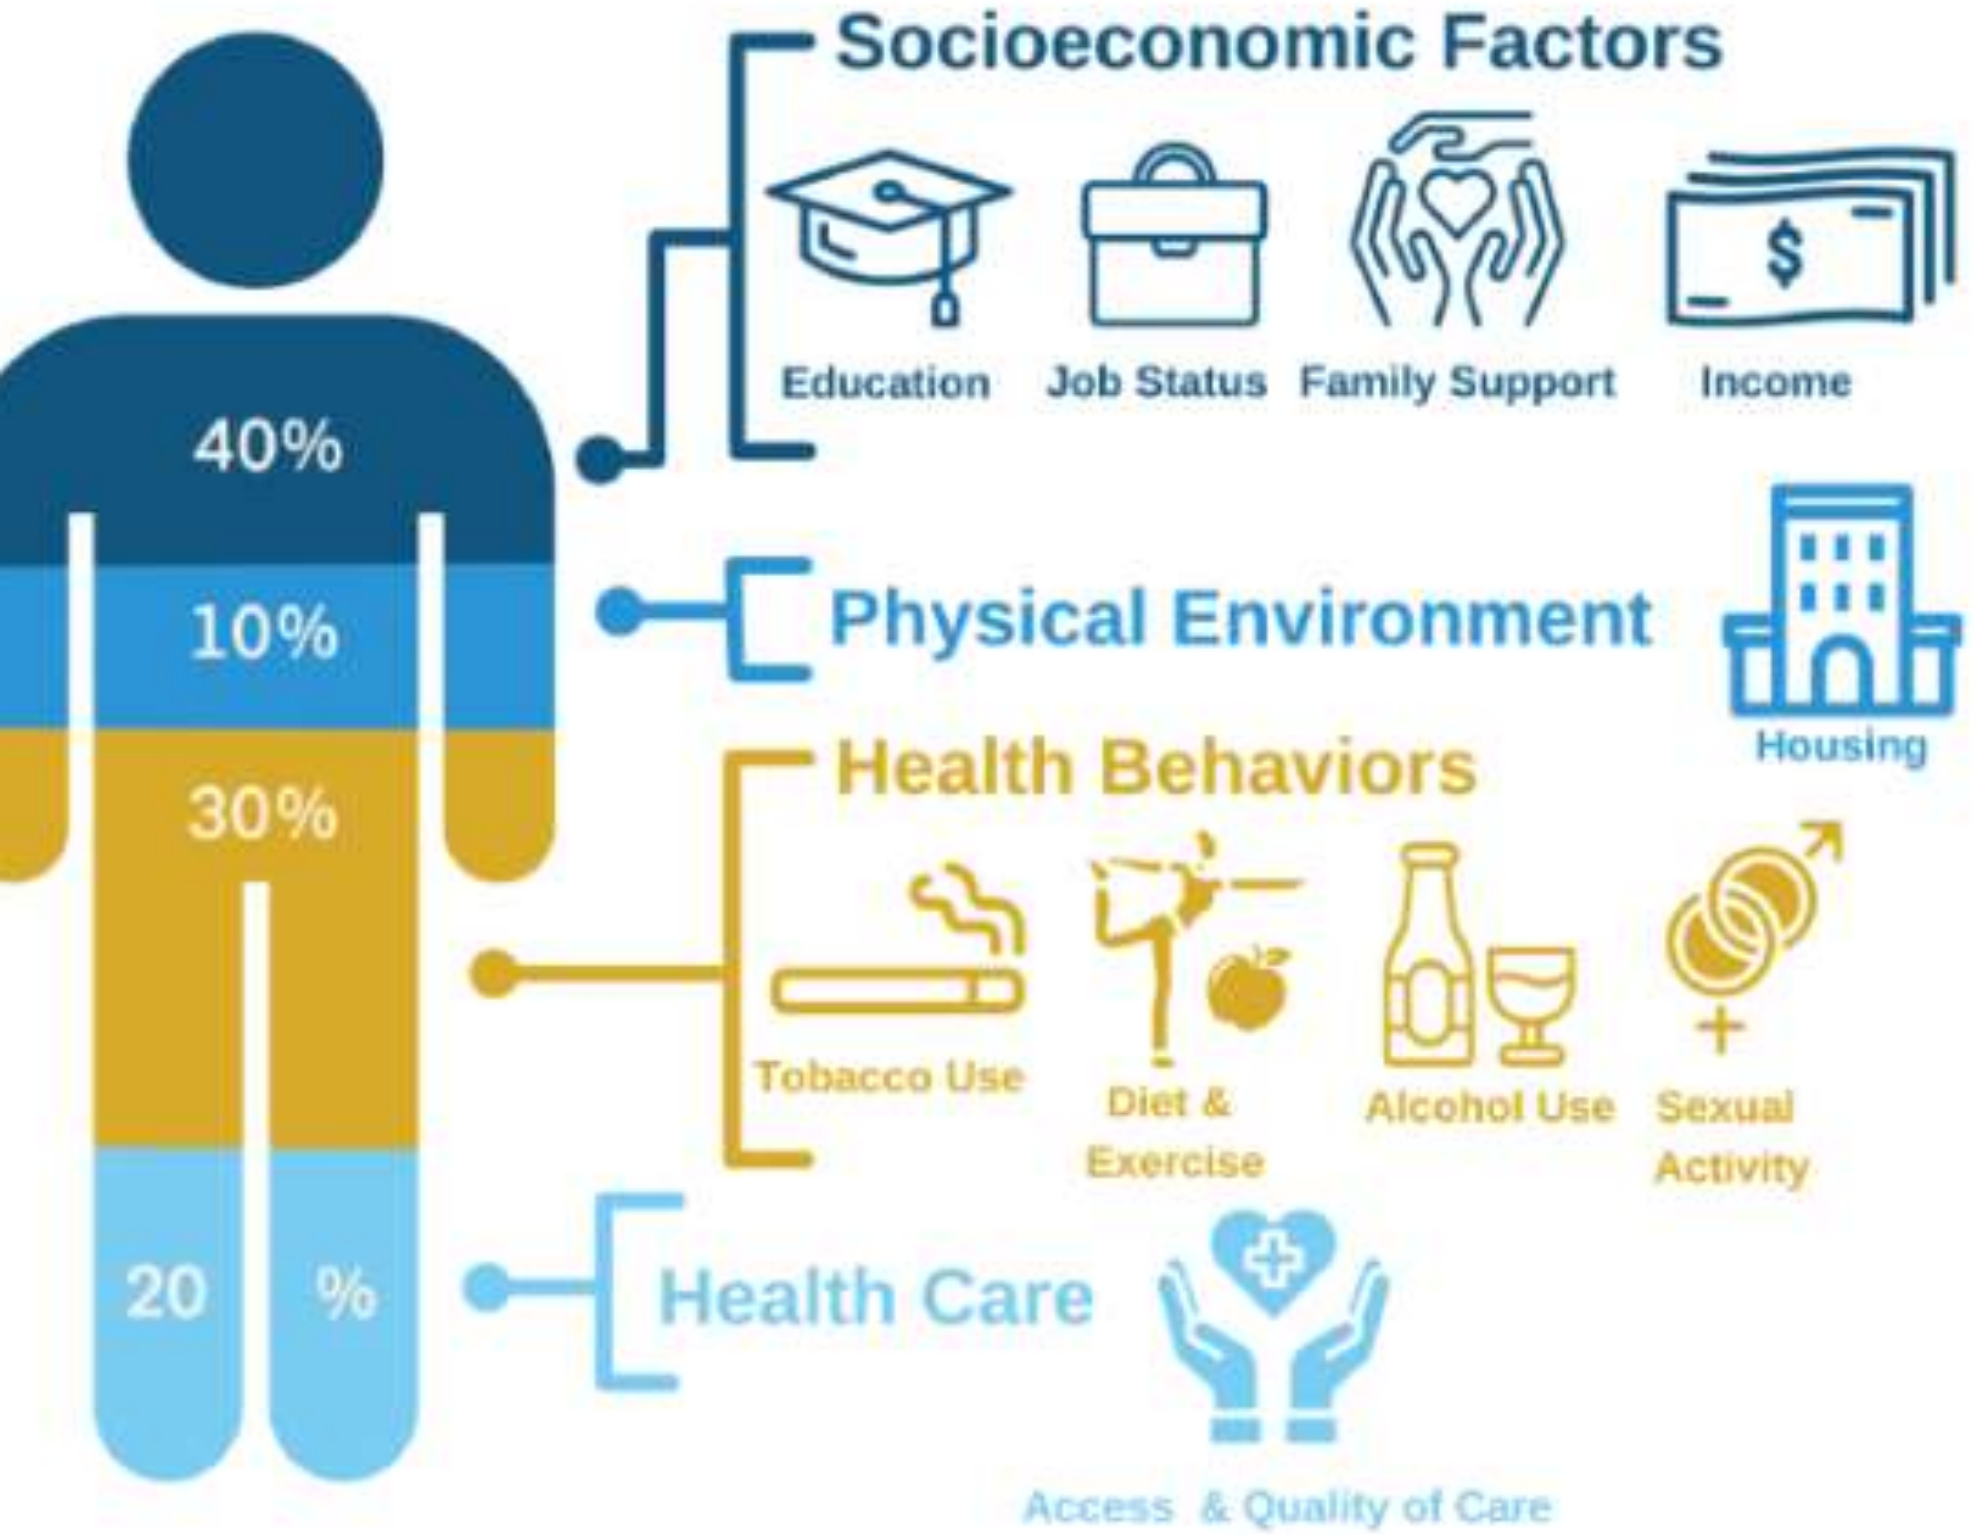 Socioeconomic Factors
$
Education Job Status Family Support Income
40%
10%
Physical Environment
Housing
30%
Health Behaviors
Tobacco Use
Diet &
Exercise
Alcohol Use
Sexual
Activity
20 %
Health Care
Access & Quality of Care